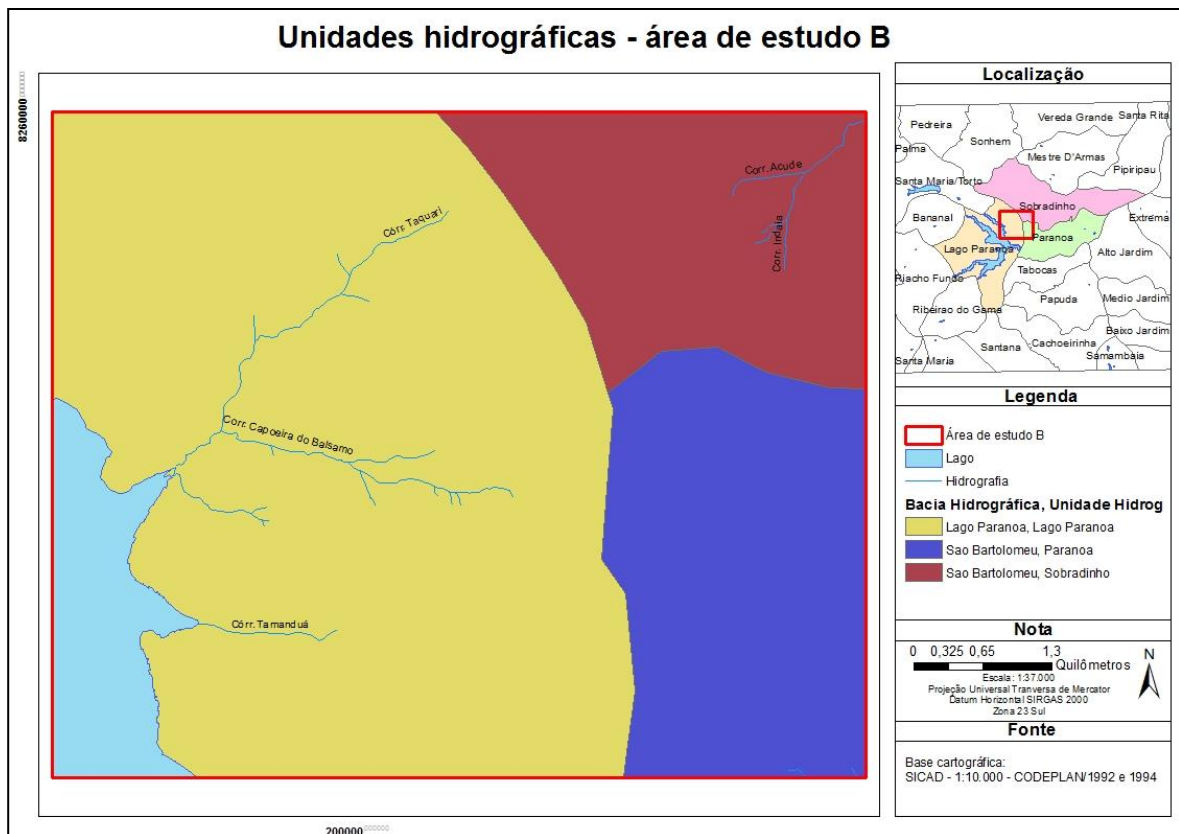 Unidades hidrográficas - área de estudo B
8260000
Córr. Taquari
Corr. Acude
Corr. Indaia
Corr. Capoeira do Balsamo
Córr. Tamanduá
200000
Localização
Pedreira
Sonhem
Vereda Grande
Santa Rita
Palma
Mestre D'Armas
Pipiripau
Santa Maria/Torto
Sobradinho
Bananal
Extrema
Paranoa
Lago Paranoa
Alto Jardim
Riacho Fundo
Tabocas
Papuda
Medio Jardim
Ribeirao do Gama
Baixo Jardim
Santana
Cachoeirinha
Santa Maria
Samambaia
Legenda
Área de estudo B
Lago
Hidrografia
Bacia Hidrográfica, Unidade Hidrog
Lago Paranoa, Lago Paranoa
Sao Bartolomeu, Paranoa
Sao Bartolomeu, Sobradinho
Nota
0 0,325 0,65 1,3
Quilômetros
N
Escala: 1:37.000
Projeção Universal Tranversa de Mercator
Datum Horizontal SIRGAS 2000
Zona 23 Sul
Fonte
Base cartográfica:
SICAD - 1:10.000 - CODEPLAN/1992 e 1994